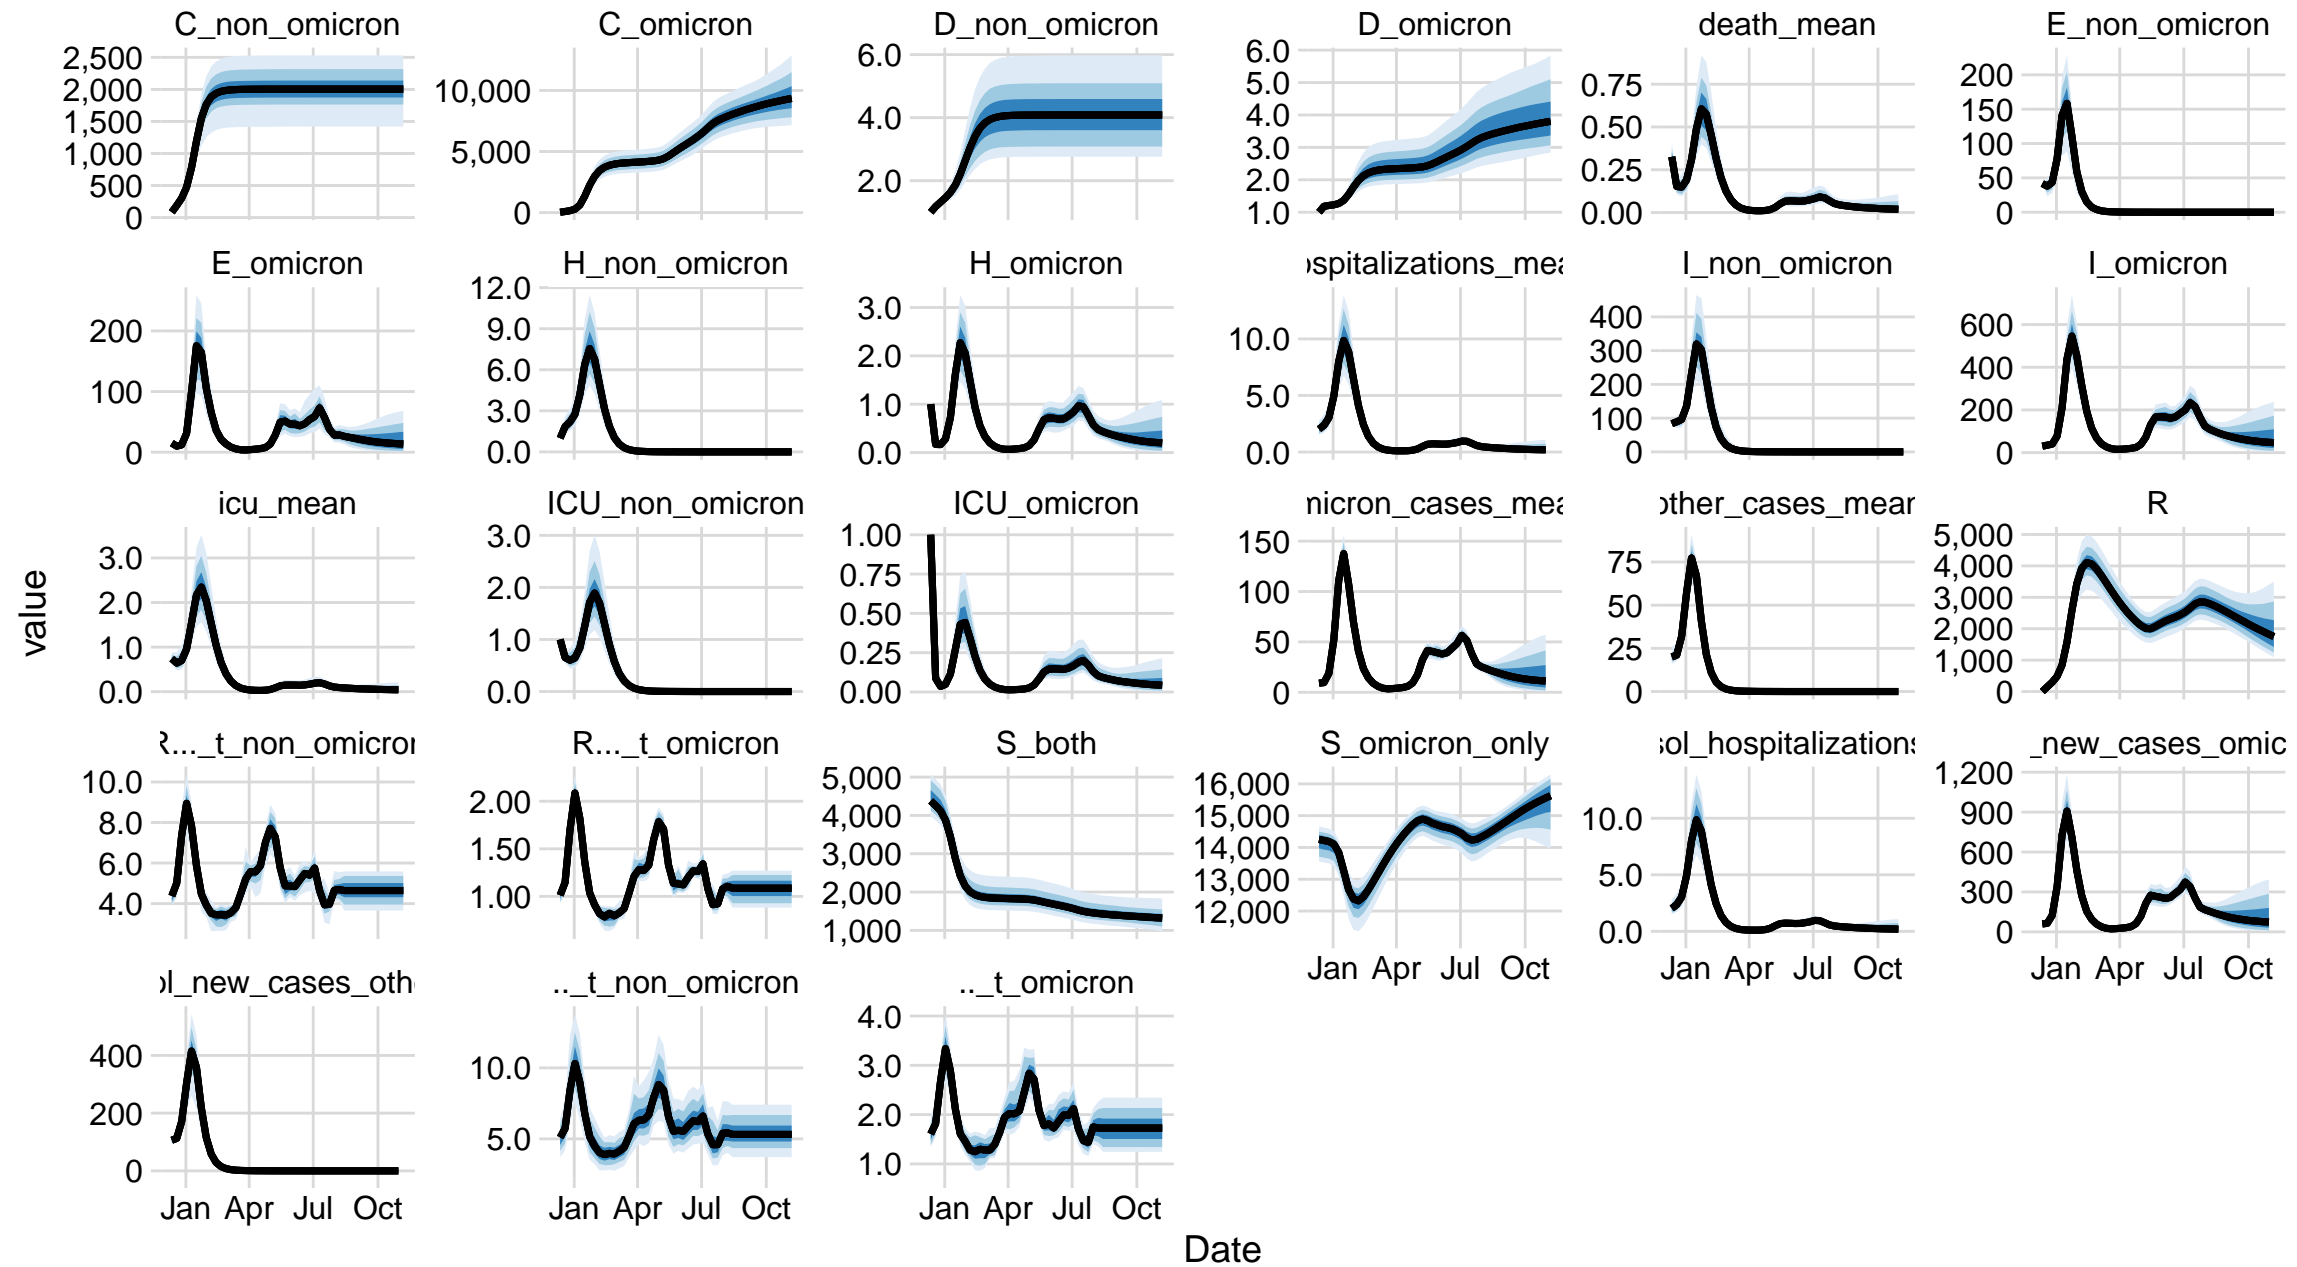 C_non_omicron C_omicron D_non_omicron D_omicron death_mean E_non_omicron
2,500 2,000 1,500 1,000 500 0
10,000 5,000 0
6.0 4.0 2.0
6.0 5.0 4.0 3.0 2.0 1.0
0.75 0.50 0.25 0.00
200 150 100 50 0
E_omicron H_non_omicron H_omicron ospitalizations_mea I_non_omicron I_omicron
200 100 0
12.0 9.0 6.0 3.0 0.0
3.0 2.0 1.0 0.0
10.0 5.0 0.0
400 300 200 100 0
600 400 200 0
icu_mean ICU_non_omicron ICU_omicron micron_cases_mea other_cases_mean R
3.0 2.0 1.0 0.0
3.0 2.0 1.0 0.0
1.00 0.75 0.50 0.25 0.00
150 100 50 0
75 50 25 0
5,000 4,000 3,000 2,000 1,000 0
R..._t_non_omicron R..._t_omicron S_both S_omicron_only sol_hospitalizations _new_cases_omic
10.0 8.0 6.0 4.0
2.00 1.50 1.00
5,000 4,000 3,000 2,000 1,000
16,000 15,000 14,000 13,000 12,000
10.0 5.0 0.0
1,200 900 600 300 0
Jan Apr Jul Oct
Jan Apr Jul Oct
Jan Apr Jul Oct
ol_new_cases_othe .._t_non_omicron .._t_omicron
400 200 0
10.0 5.0
4.0 3.0 2.0 1.0
Jan Apr Jul Oct
Jan Apr Jul Oct
Jan Apr Jul Oct
value
Date